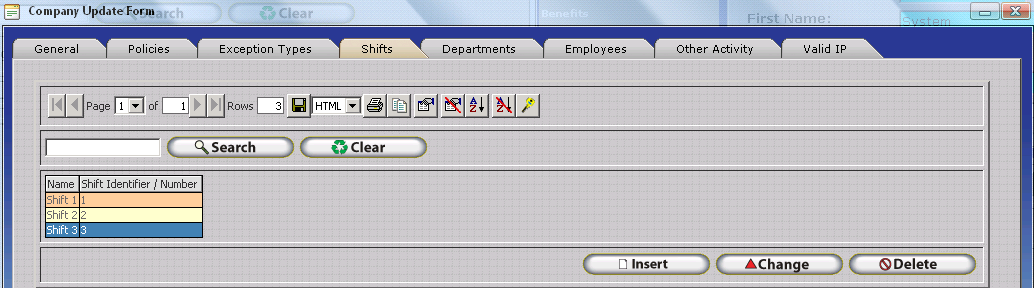 Company Update Form
Search Clear Benefits First Name: System
General Policies Exception Types Shifts Departments Employees Other Activity Valid IP
Page 1 of 1 Rows 3 HTML
Search Clear
Name Shift Identifier / Number
Shift 1 1
Shift 2 2
Shift 3 3
Insert Change Delete